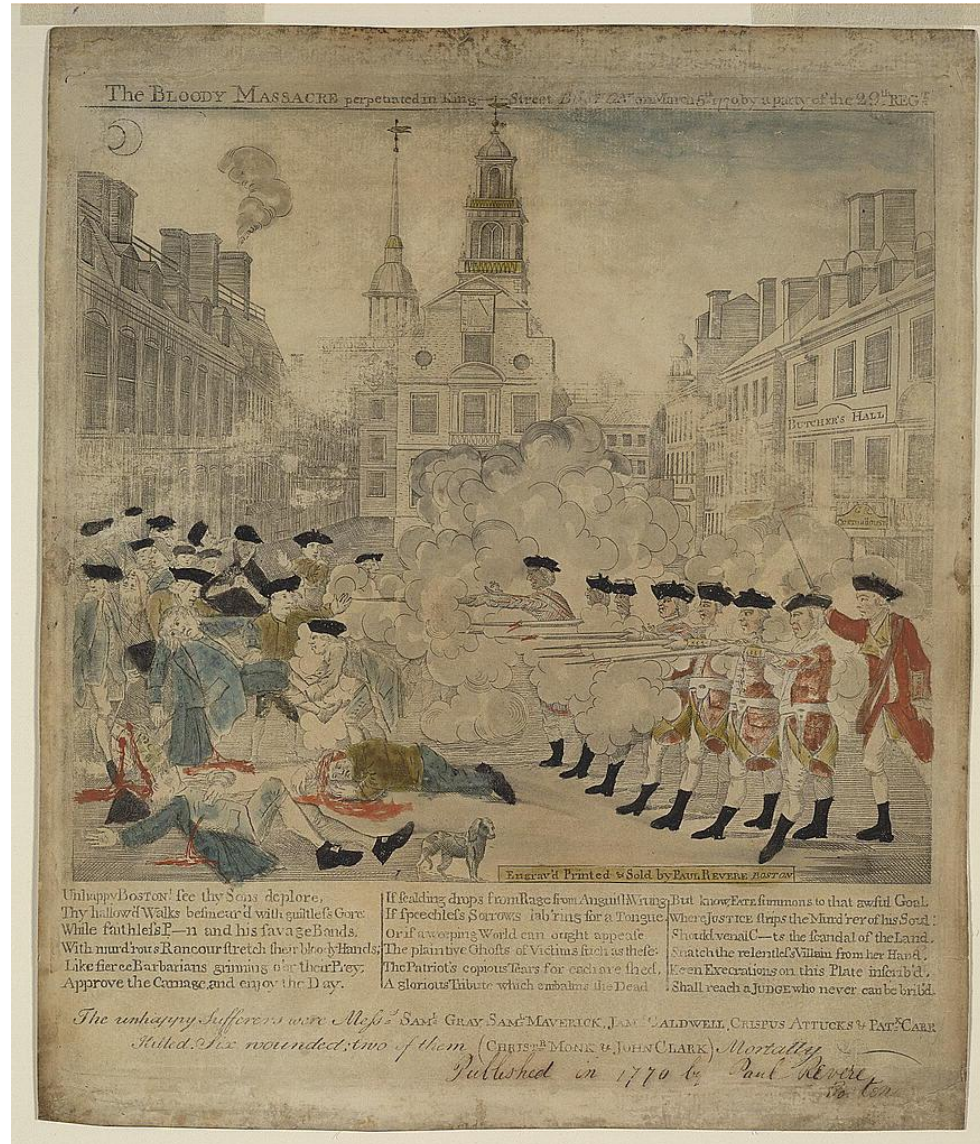 The BLOODY MASSACRE perpetrated in King Street BOSTON on March 5th 1770 by a party of the 29th REGt
BUTCHER'S HALL
Engrav'd Printed & Sold by PAUL REVERE BOSTON
Unhappy BOSTON! see thy Sons deplore,
Thy hallow'd Walks besmear'd with guiltless Gore:
While faithless P—n and his savage Bands,
With murd'rous Rancour stretch their bloody Hands;
Like fierce Barbarians grinning o'er their Prey,
Approve the Carnage, and enjoy the Day.
If scalding drops from Rage from Anguish Wrung
If speechless Sorrows lab'ring for a Tongue,
Or if a weeping World can ought appease
The plaintive Ghosts of Victims such as these:
The Patriot's copious Tears for each are shed,
A glorious Tribute which embalms the Dead
But know, FATE summons to that awful Goal,
Where JUSTICE strips the Murd'rer of his Soul:
Should venal C—ts the scandal of the Land,
Snatch the relentless Villain from her Hand,
Keen Execrations on this Plate inscrib'd,
Shall reach a JUDGE who never can be brib'd.
The unhappy Sufferers were Messs SAMl GRAY SAMl MAVERICK, JAMs CALDWELL, CRISPUS ATTUCKS & PATk CARR
Killed. Six wounded; two of them (CHRISTr MONK & JOHN CLARK) Mortally
Published in 1770 by Paul Revere
Boston